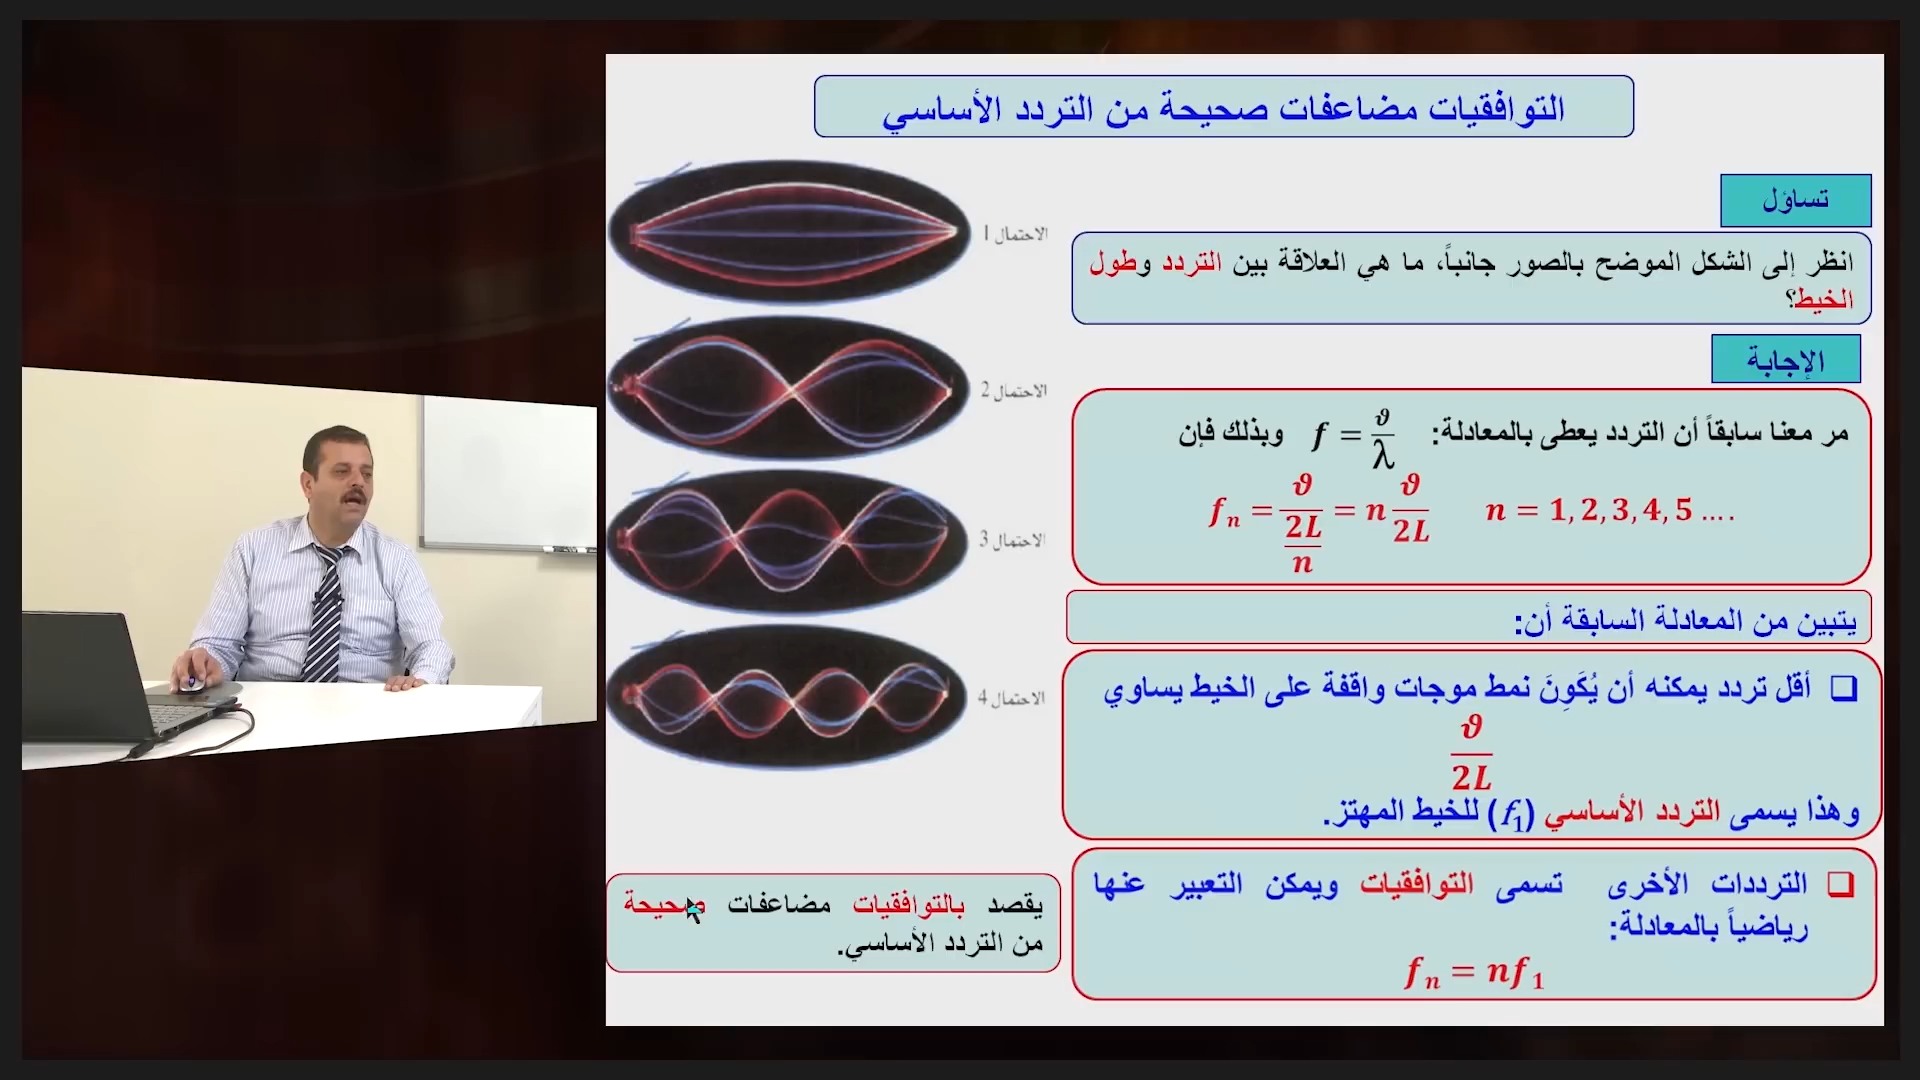 التوافقيات مضاعفات صحيحة من التردد الأساسي
تساؤل
انظر إلى الشكل الموضح بالصور جانباً، ما هي العلاقة بين التردد وطول
الخيط؟
الإجابة
مر معنا سابقاً أن التردد يعطى بالمعادلة: f = ϑ/λ وبذلك فإن
fₙ = ϑ/(2L/n) = n ϑ/2L n = 1, 2, 3, 4, 5 ….
يتبين من المعادلة السابقة أن:
❑ أقل تردد يمكنه أن يُكَوِنَ نمط موجات واقفة على الخيط يساوي
ϑ/2L
وهذا يسمى التردد الأساسي (f₁) للخيط المهتز.
❑ الترددات الأخرى تسمى التوافقيات ويمكن التعبير عنها
رياضياً بالمعادلة:
fₙ = nf₁
الاحتمال 1
الاحتمال 2
الاحتمال 3
الاحتمال 4
يقصد بالتوافقيات مضاعفات صحيحة
من التردد الأساسي.